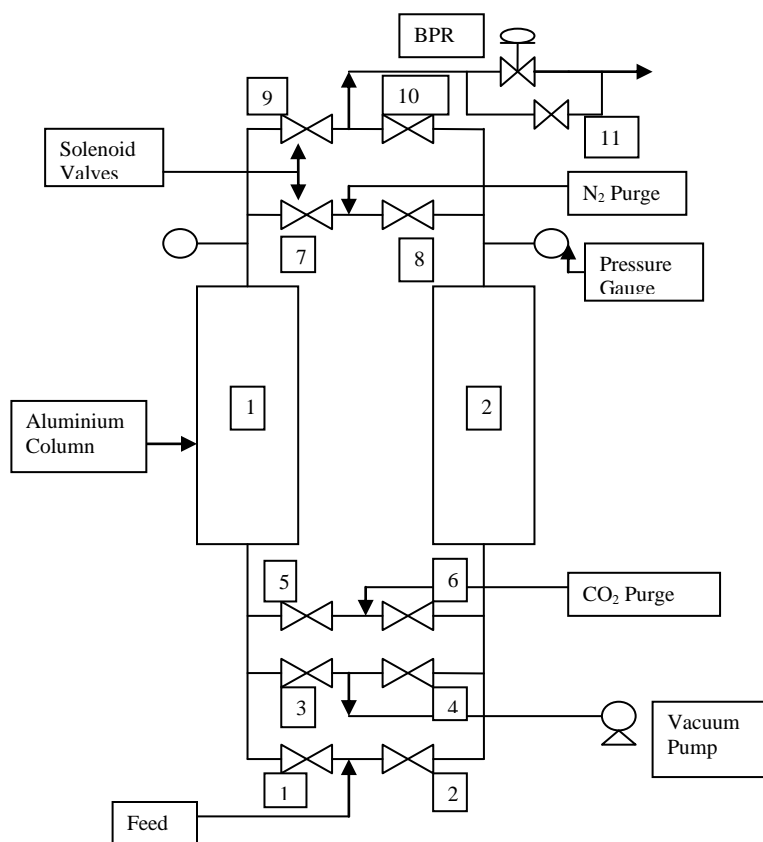 BPR
9
10
11
Solenoid
Valves
N₂ Purge
7
8
Pressure
Gauge
1
2
Aluminium
Column
5
6
CO₂ Purge
3
4
Vacuum
Pump
1
2
Feed